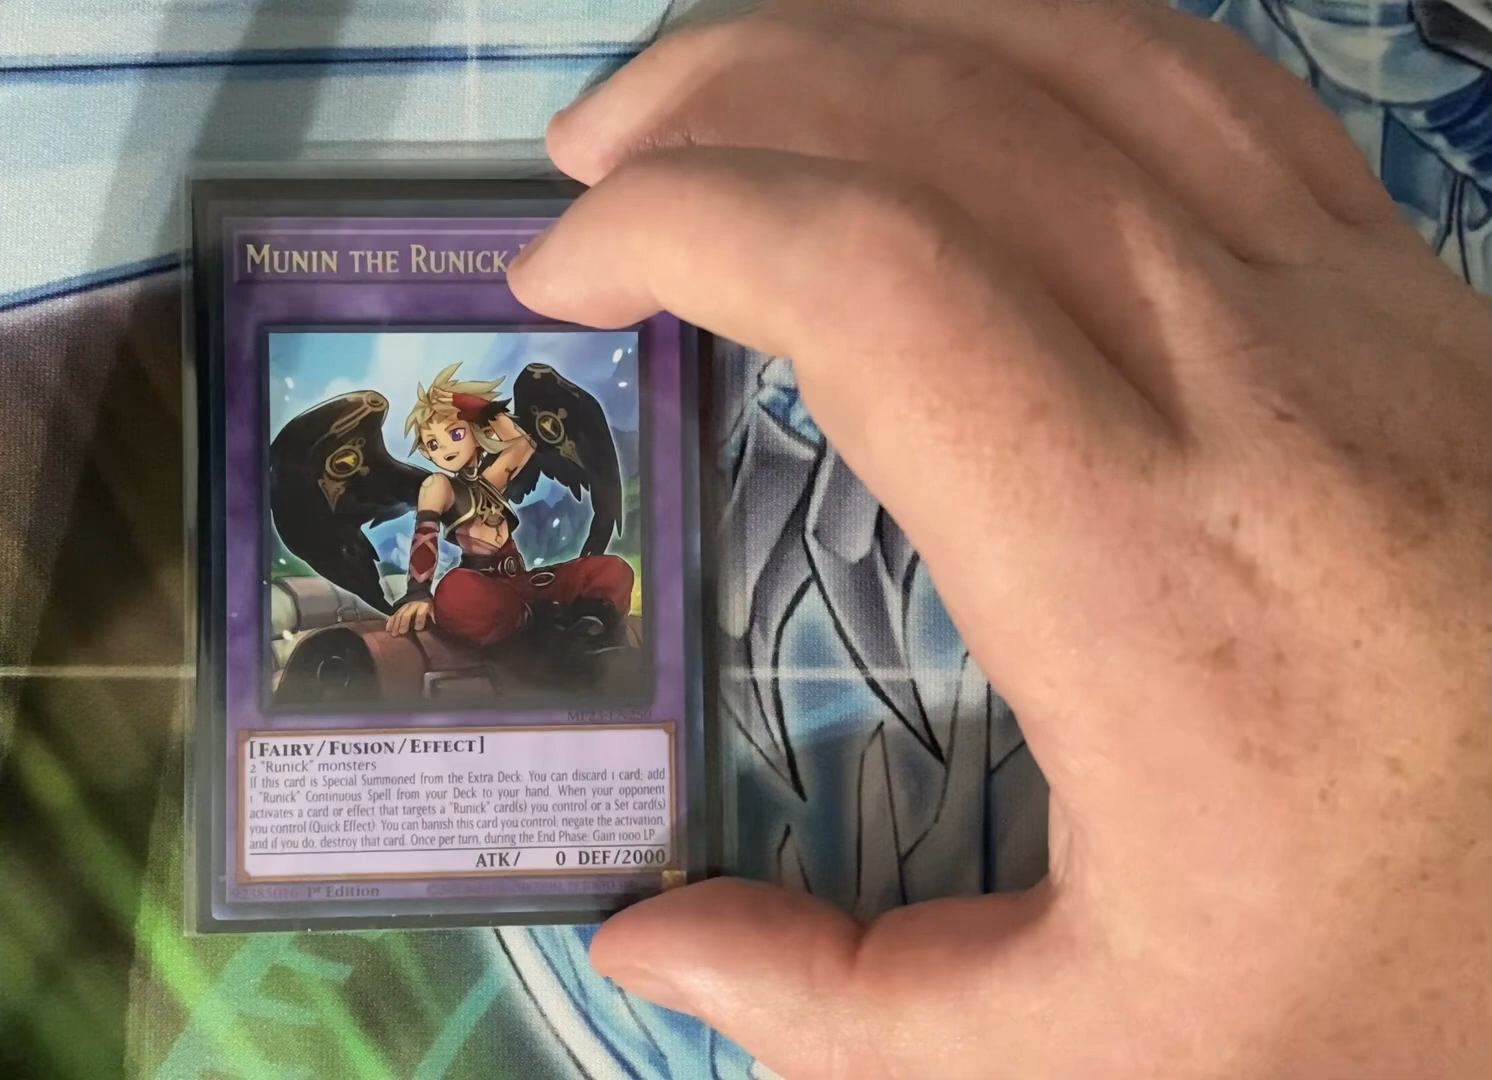 MUNIN THE RUNICK
[FAIRY/FUSION/EFFECT]
2 "Runick" monsters
If this card is Special Summoned from the Extra Deck: You can discard 1 card; add
1 "Runick" Continuous Spell from your Deck to your hand. When your opponent
activates a card or effect that targets a "Runick" card(s) you control or a Set card(s)
you control (Quick Effect): You can banish this card you control; negate the activation,
and if you do, destroy that card. Once per turn, during the End Phase: Gain 1000 LP.
ATK/ 0 DEF/2000
92385016 1st Edition